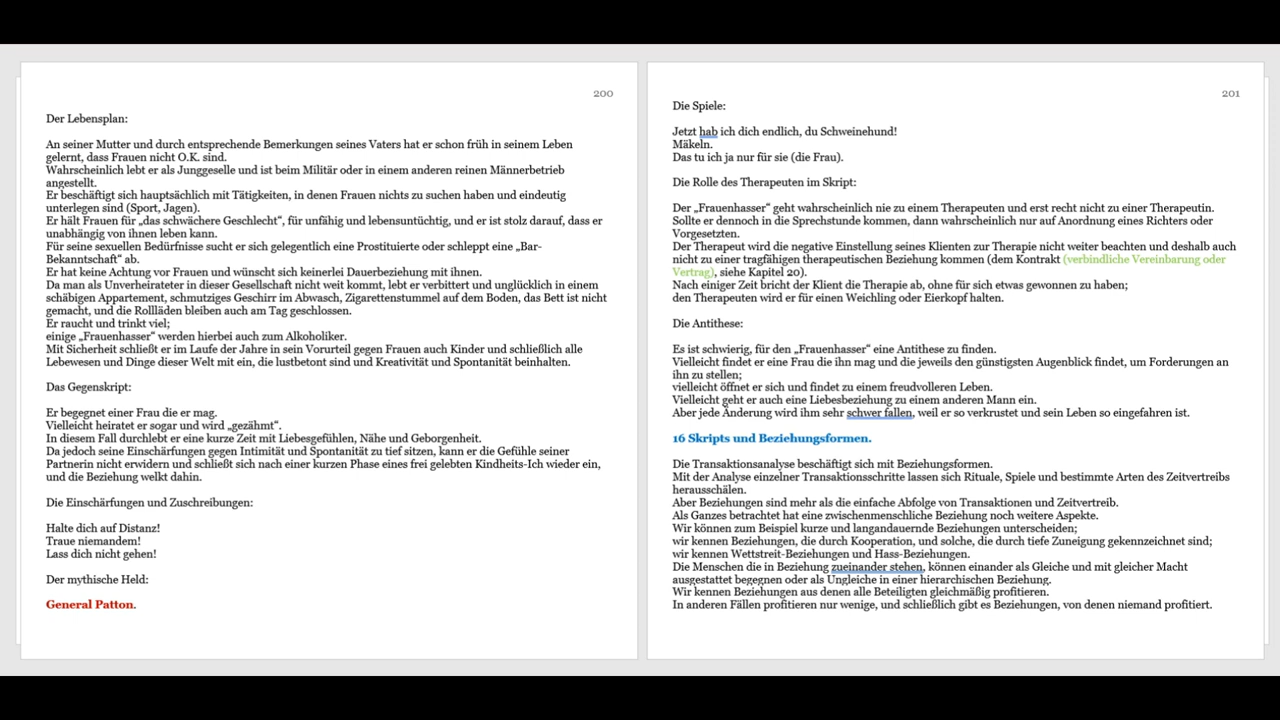 200
Der Lebensplan:
An seiner Mutter und durch entsprechende Bemerkungen seines Vaters hat er schon früh in seinem Leben
gelernt, dass Frauen nicht O.K. sind.
Wahrscheinlich lebt er als Junggeselle und ist beim Militär oder in einem anderen reinen Männerbetrieb
angestellt.
Er beschäftigt sich hauptsächlich mit Tätigkeiten, in denen Frauen nichts zu suchen haben und eindeutig
unterlegen sind (Sport, Jagen).
Er hält Frauen für „das schwächere Geschlecht“, für unfähig und lebensuntüchtig, und er ist stolz darauf, dass er
unabhängig von ihnen leben kann.
Für seine sexuellen Bedürfnisse sucht er sich gelegentlich eine Prostituierte oder schleppt eine „Bar-
Bekanntschaft“ ab.
Er hat keine Achtung vor Frauen und wünscht sich keinerlei Dauerbeziehung mit ihnen.
Da man als Unverheirateter in dieser Gesellschaft nicht weit kommt, lebt er verbittert und unglücklich in einem
schäbigen Appartement, schmutziges Geschirr im Abwasch, Zigarettenstummel auf dem Boden, das Bett ist nicht
gemacht, und die Rollläden bleiben auch am Tag geschlossen.
Er raucht und trinkt viel;
einige „Frauenhasser“ werden hierbei auch zum Alkoholiker.
Mit Sicherheit schließt er im Laufe der Jahre in sein Vorurteil gegen Frauen auch Kinder und schließlich alle
Lebewesen und Dinge dieser Welt mit ein, die lustbetont sind und Kreativität und Spontanität beinhalten.
Das Gegenskript:
Er begegnet einer Frau die er mag.
Vielleicht heiratet er sogar und wird „gezähmt“.
In diesem Fall durchlebt er eine kurze Zeit mit Liebesgefühlen, Nähe und Geborgenheit.
Da jedoch seine Einschärfungen gegen Intimität und Spontanität zu tief sitzen, kann er die Gefühle seiner
Partnerin nicht erwidern und schließt sich nach einer kurzen Phase eines frei gelebten Kindheits-Ich wieder ein,
und die Beziehung welkt dahin.
Die Einschärfungen und Zuschreibungen:
Halte dich auf Distanz!
Traue niemandem!
Lass dich nicht gehen!
Der mythische Held:
General Patton.
201
Die Spiele:
Jetzt hab ich dich endlich, du Schweinehund!
Mäkeln.
Das tu ich ja nur für sie (die Frau).
Die Rolle des Therapeuten im Skript:
Der „Frauenhasser“ geht wahrscheinlich nie zu einem Therapeuten und erst recht nicht zu einer Therapeutin.
Sollte er dennoch in die Sprechstunde kommen, dann wahrscheinlich nur auf Anordnung eines Richters oder
Vorgesetzten.
Der Therapeut wird die negative Einstellung seines Klienten zur Therapie nicht weiter beachten und deshalb auch
nicht zu einer tragfähigen therapeutischen Beziehung kommen (dem Kontrakt (verbindliche Vereinbarung oder
Vertrag), siehe Kapitel 20).
Nach einiger Zeit bricht der Klient die Therapie ab, ohne für sich etwas gewonnen zu haben;
den Therapeuten wird er für einen Weichling oder Eierkopf halten.
Die Antithese:
Es ist schwierig, für den „Frauenhasser“ eine Antithese zu finden.
Vielleicht findet er eine Frau die ihn mag und die jeweils den günstigsten Augenblick findet, um Forderungen an
ihn zu stellen;
vielleicht öffnet er sich und findet zu einem freudvolleren Leben.
Vielleicht geht er auch eine Liebesbeziehung zu einem anderen Mann ein.
Aber jede Änderung wird ihm sehr schwer fallen, weil er so verkrustet und sein Leben so eingefahren ist.
16 Skripts und Beziehungsformen.
Die Transaktionsanalyse beschäftigt sich mit Beziehungsformen.
Mit der Analyse einzelner Transaktionsschritte lassen sich Rituale, Spiele und bestimmte Arten des Zeitvertreibs
herausschälen.
Aber Beziehungen sind mehr als die einfache Abfolge von Transaktionen und Zeitvertreib.
Als Ganzes betrachtet hat eine zwischenmenschliche Beziehung noch weitere Aspekte.
Wir können zum Beispiel kurze und langandauernde Beziehungen unterscheiden;
wir kennen Beziehungen, die durch Kooperation, und solche, die durch tiefe Zuneigung gekennzeichnet sind;
wir kennen Wettstreit-Beziehungen und Hass-Beziehungen.
Die Menschen die in Beziehung zueinander stehen, können einander als Gleiche und mit gleicher Macht
ausgestattet begegnen oder als Ungleiche in einer hierarchischen Beziehung.
Wir kennen Beziehungen aus denen alle Beteiligten gleichmäßig profitieren.
In anderen Fällen profitieren nur wenige, und schließlich gibt es Beziehungen, von denen niemand profitiert.